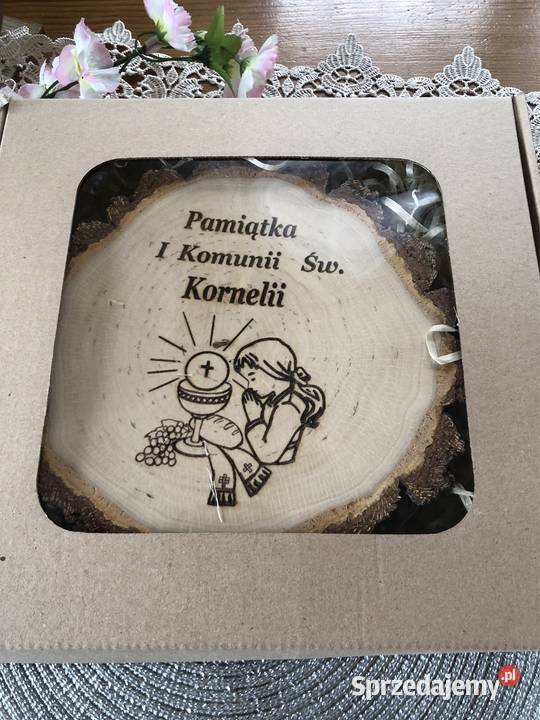 Pamiątka
I Komunii Św.
Kornelii
Sprzedajemy.pl